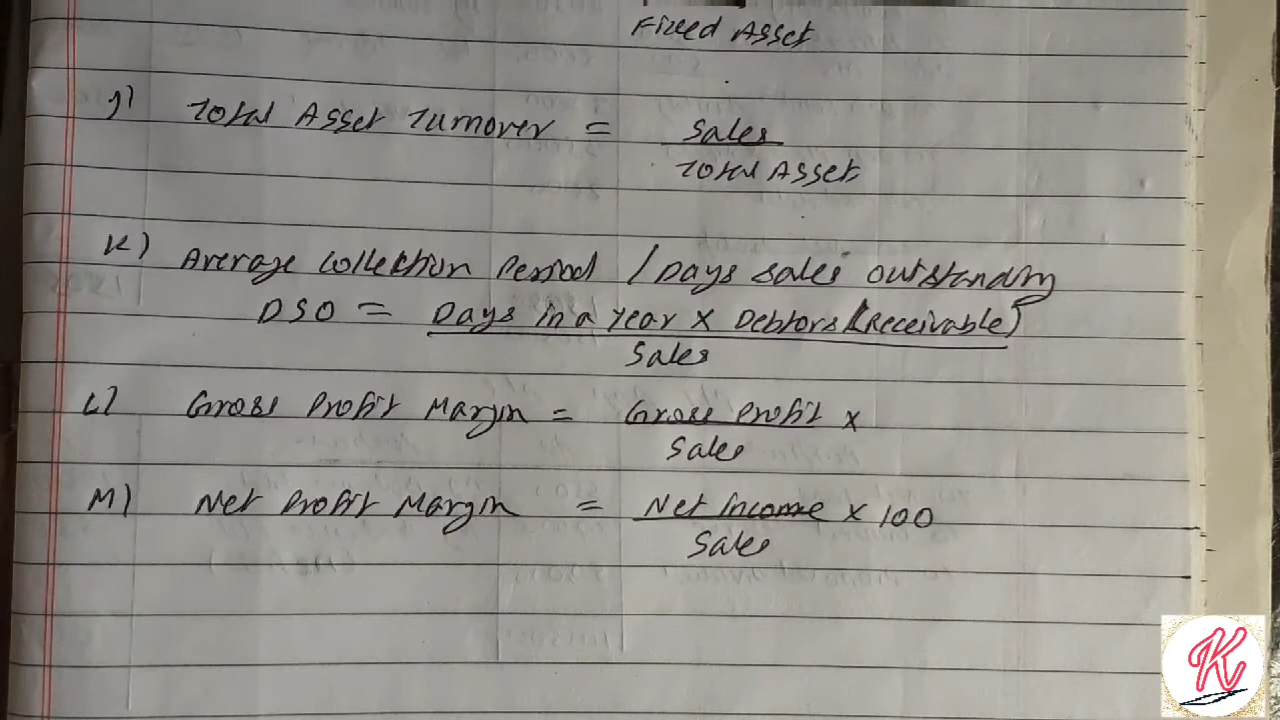 Fixed Asset
J) Total Asset Turnover = Sales
Total Asset
K) Average Collection Period / Days sales outstanding
DSO = Days in a year x Debtors (Receivable)
Sales
L) Gross Profit Margin = Gross Profit x
Sales
M) Net Profit Margin = Net Income x 100
Sales
K